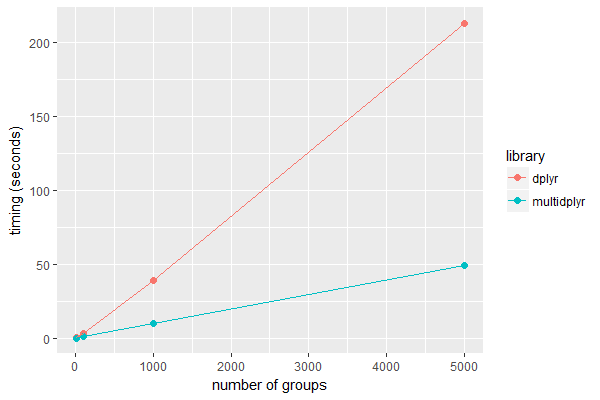 200
150
100
50
0
timing (seconds)
0 1000 2000 3000 4000 5000
number of groups
library
dplyr
multidplyr